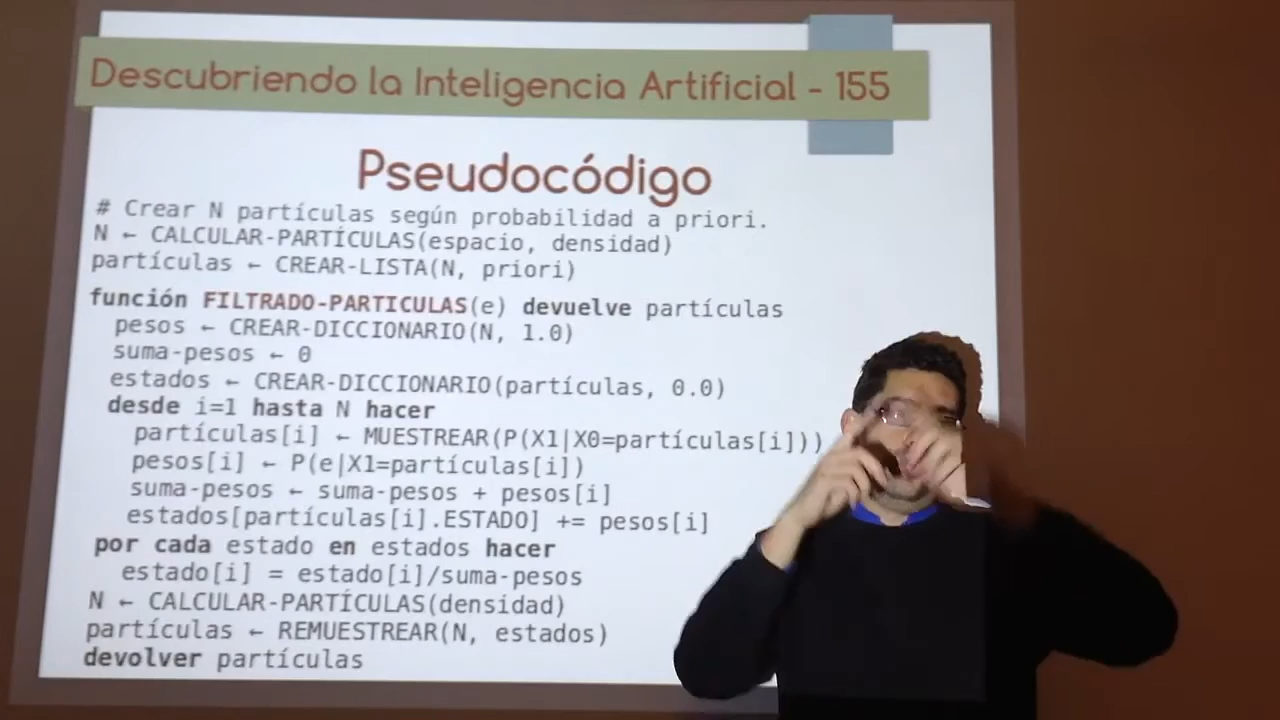 Descubriendo la Inteligencia Artificial - 155
Pseudocódigo
# Crear N partículas según probabilidad a priori.
N ← CALCULAR-PARTÍCULAS(espacio, densidad)
partículas ← CREAR-LISTA(N, priori)
función FILTRADO-PARTICULAS(e) devuelve partículas
pesos ← CREAR-DICCIONARIO(N, 1.0)
suma-pesos ← 0
estados ← CREAR-DICCIONARIO(partículas, 0.0)
desde i=1 hasta N hacer
partículas[i] ← MUESTREAR(P(X1|X0=partículas[i]))
pesos[i] ← P(e|X1=partículas[i])
suma-pesos ← suma-pesos + pesos[i]
estados[partículas[i].ESTADO] += pesos[i]
por cada estado en estados hacer
estado[i] = estado[i]/suma-pesos
N ← CALCULAR-PARTÍCULAS(densidad)
partículas ← REMUESTREAR(N, estados)
devolver partículas